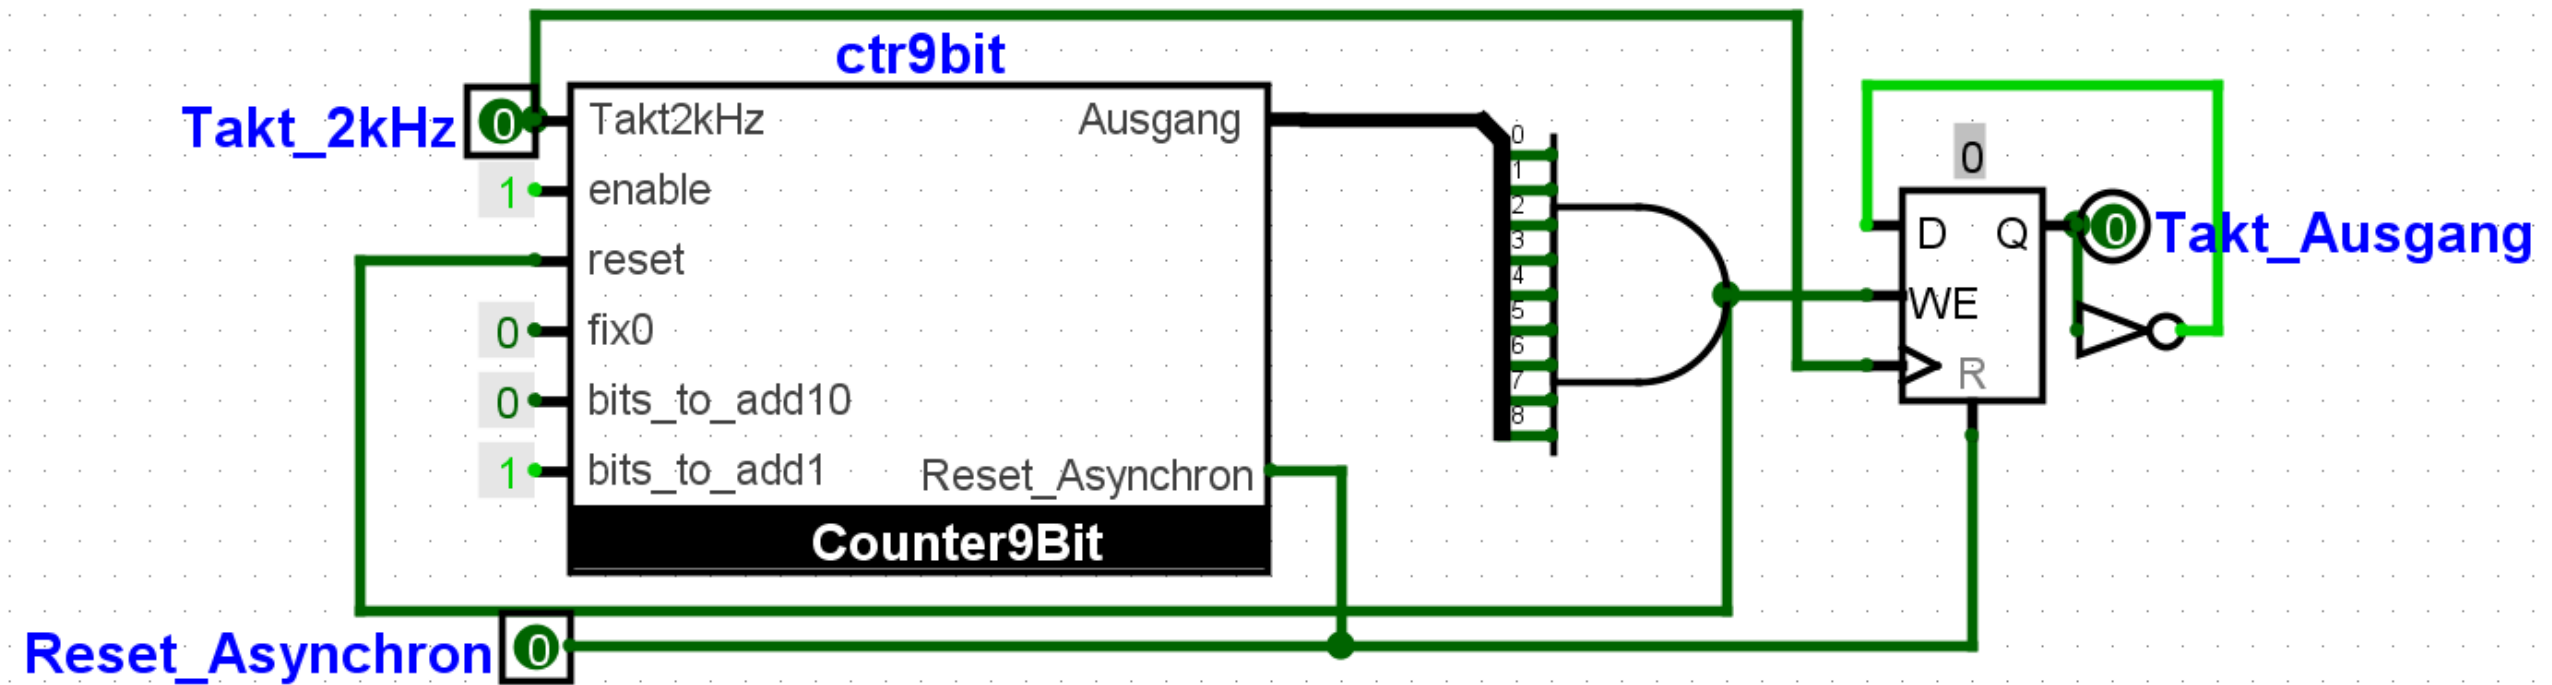 ctr9bit
Takt_2kHz
0
Takt2kHz
Ausgang
1
enable
reset
0
fix0
0
bits_to_add10
1
bits_to_add1
Reset_Asynchron
Counter9Bit
Reset_Asynchron
0
0
1
2
3
4
5
6
7
8
0
D
Q
0
Takt_Ausgang
WE
R